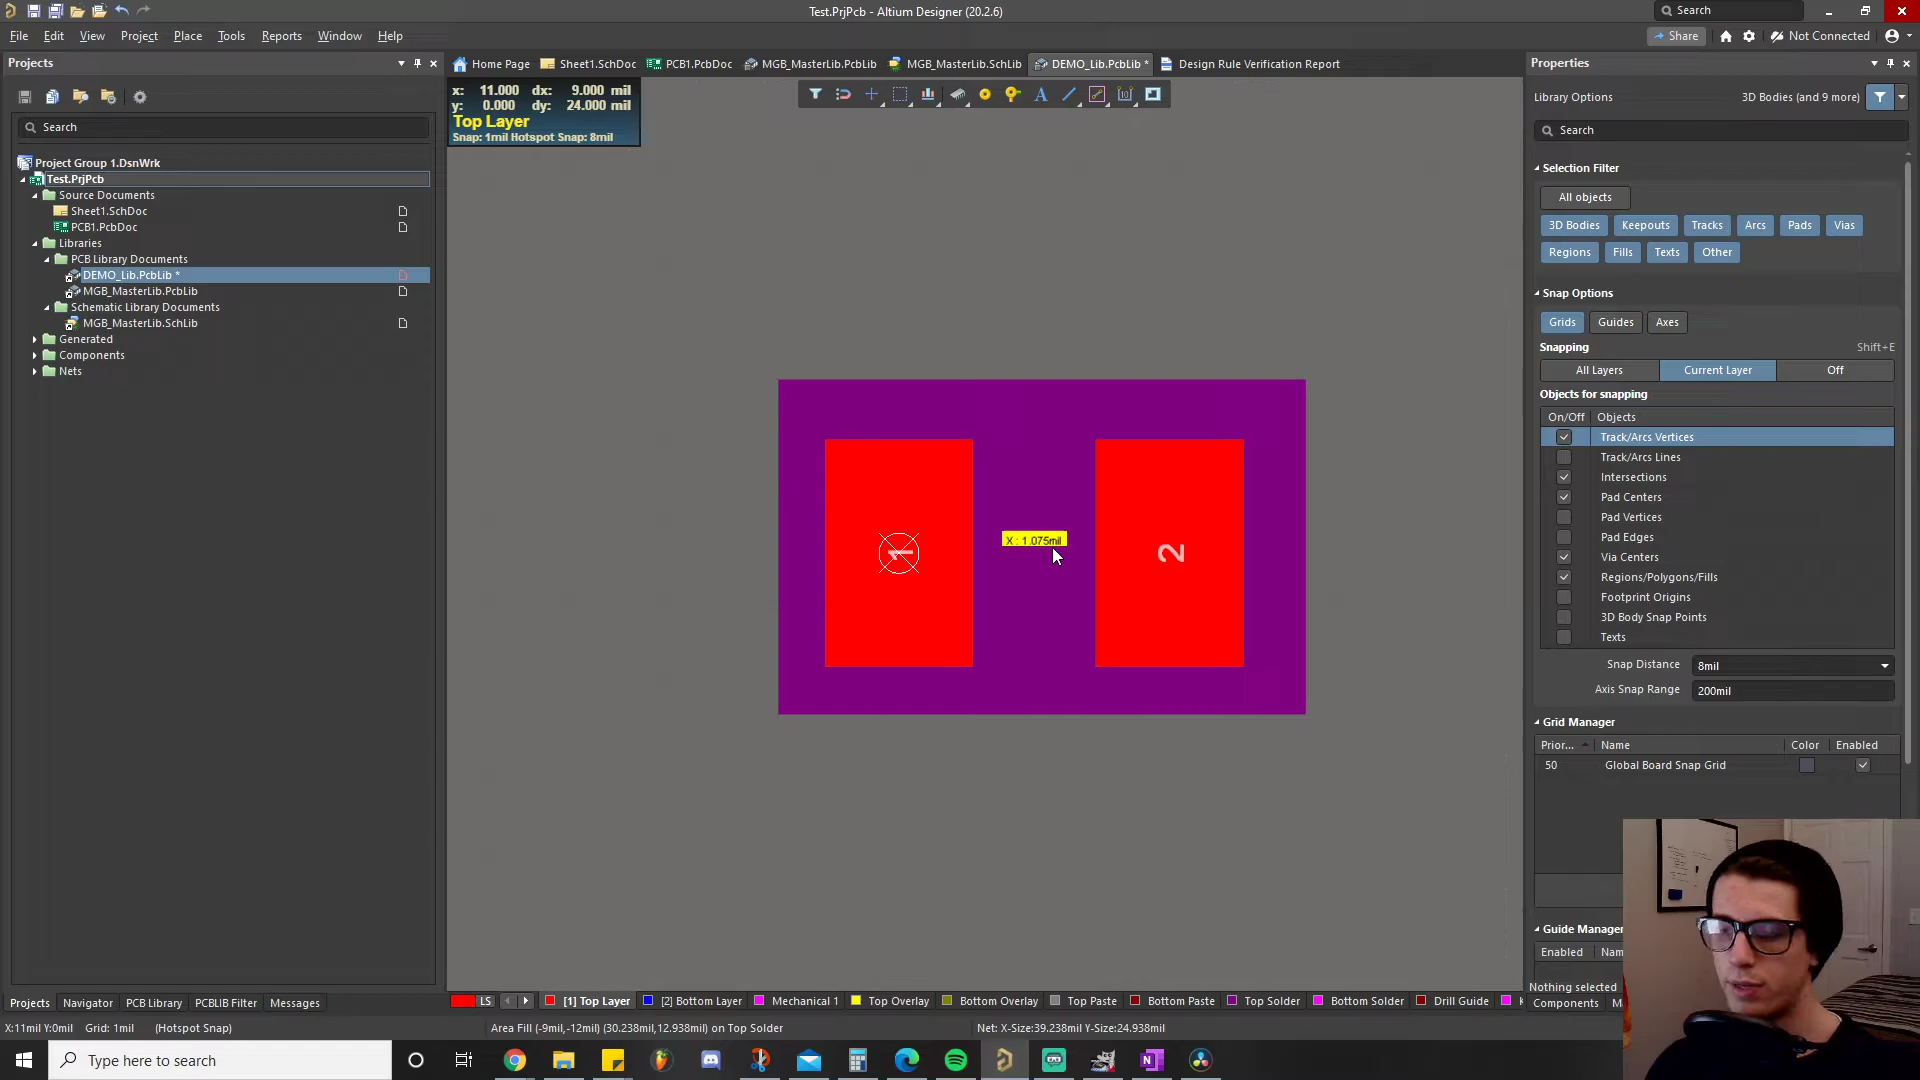 Test.PrjPcb - Altium Designer (20.2.6)
Search
File Edit View Project Place Tools Reports Window Help
Share
Not Connected
Projects
Home Page Sheet1.SchDoc PCB1.PcbDoc MGB_MasterLib.PcbLib MGB_MasterLib.SchLib DEMO_Lib.PcbLib * Design Rule Verification Report
Properties
Search
Project Group 1.DsnWrk
Test.PrjPcb
Source Documents
Sheet1.SchDoc
PCB1.PcbDoc
Libraries
PCB Library Documents
DEMO_Lib.PcbLib *
MGB_MasterLib.PcbLib
Schematic Library Documents
MGB_MasterLib.SchLib
Generated
Components
Nets
x: 11.000 dx: 9.000 mil
y: 0.000 dy: 24.000 mil
Top Layer
Snap: 1mil Hotspot Snap: 8mil
1
X : 1.075mil
2
Library Options 3D Bodies (and 9 more)
Search
Selection Filter
All objects
3D Bodies Keepouts Tracks Arcs Pads Vias
Regions Fills Texts Other
Snap Options
Grids Guides Axes
Snapping Shift+E
All Layers Current Layer Off
Objects for snapping
On/Off Objects
Track/Arcs Vertices
Track/Arcs Lines
Intersections
Pad Centers
Pad Vertices
Pad Edges
Via Centers
Regions/Polygons/Fills
Footprint Origins
3D Body Snap Points
Texts
Snap Distance 8mil
Axis Snap Range 200mil
Grid Manager
Prior... Name Color Enabled
50 Global Board Snap Grid
Guide Manager
Enabled
Nothing selected
Components
Projects Navigator PCB Library PCBLIB Filter Messages
LS [1] Top Layer [2] Bottom Layer Mechanical 1 Top Overlay Bottom Overlay Top Paste Bottom Paste Top Solder Bottom Solder Drill Guide
X:11mil Y:0mil Grid: 1mil (Hotspot Snap)
Area Fill (-9mil,-12mil) (30.238mil,12.938mil) on Top Solder
Net: X-Size:39.238mil Y-Size:24.938mil
Type here to search